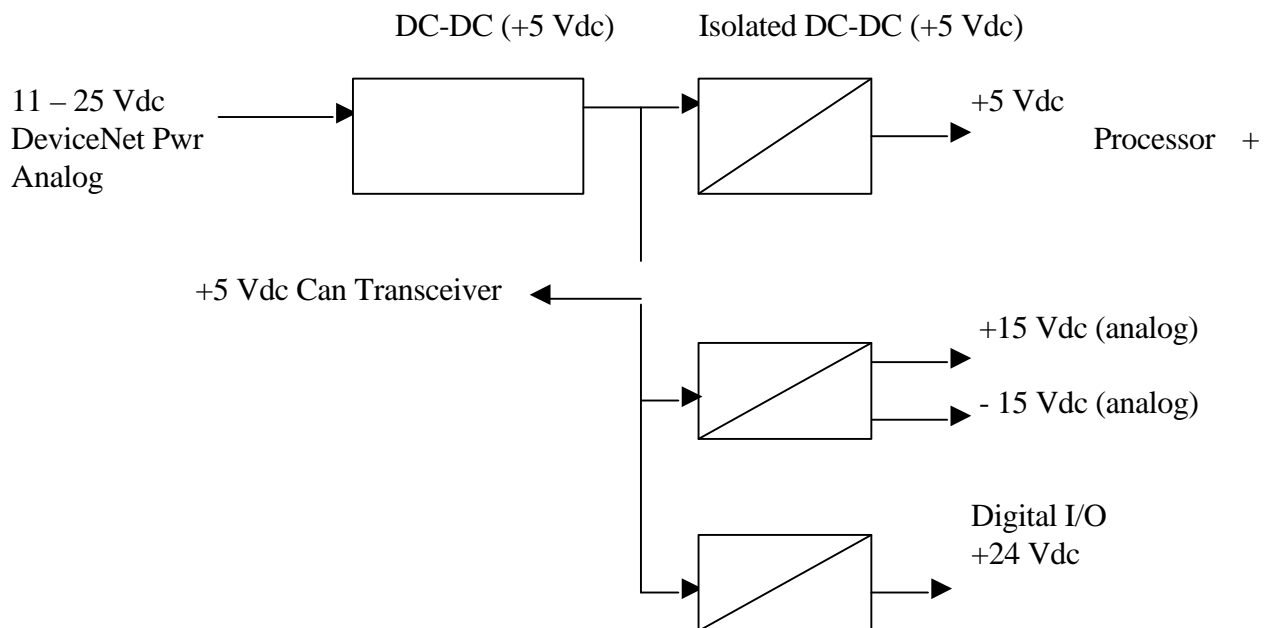 DC-DC (+5 Vdc)
Isolated DC-DC (+5 Vdc)
11 – 25 Vdc
DeviceNet Pwr
Analog
+5 Vdc
Processor +
+5 Vdc Can Transceiver
+15 Vdc (analog)
- 15 Vdc (analog)
Digital I/O
+24 Vdc